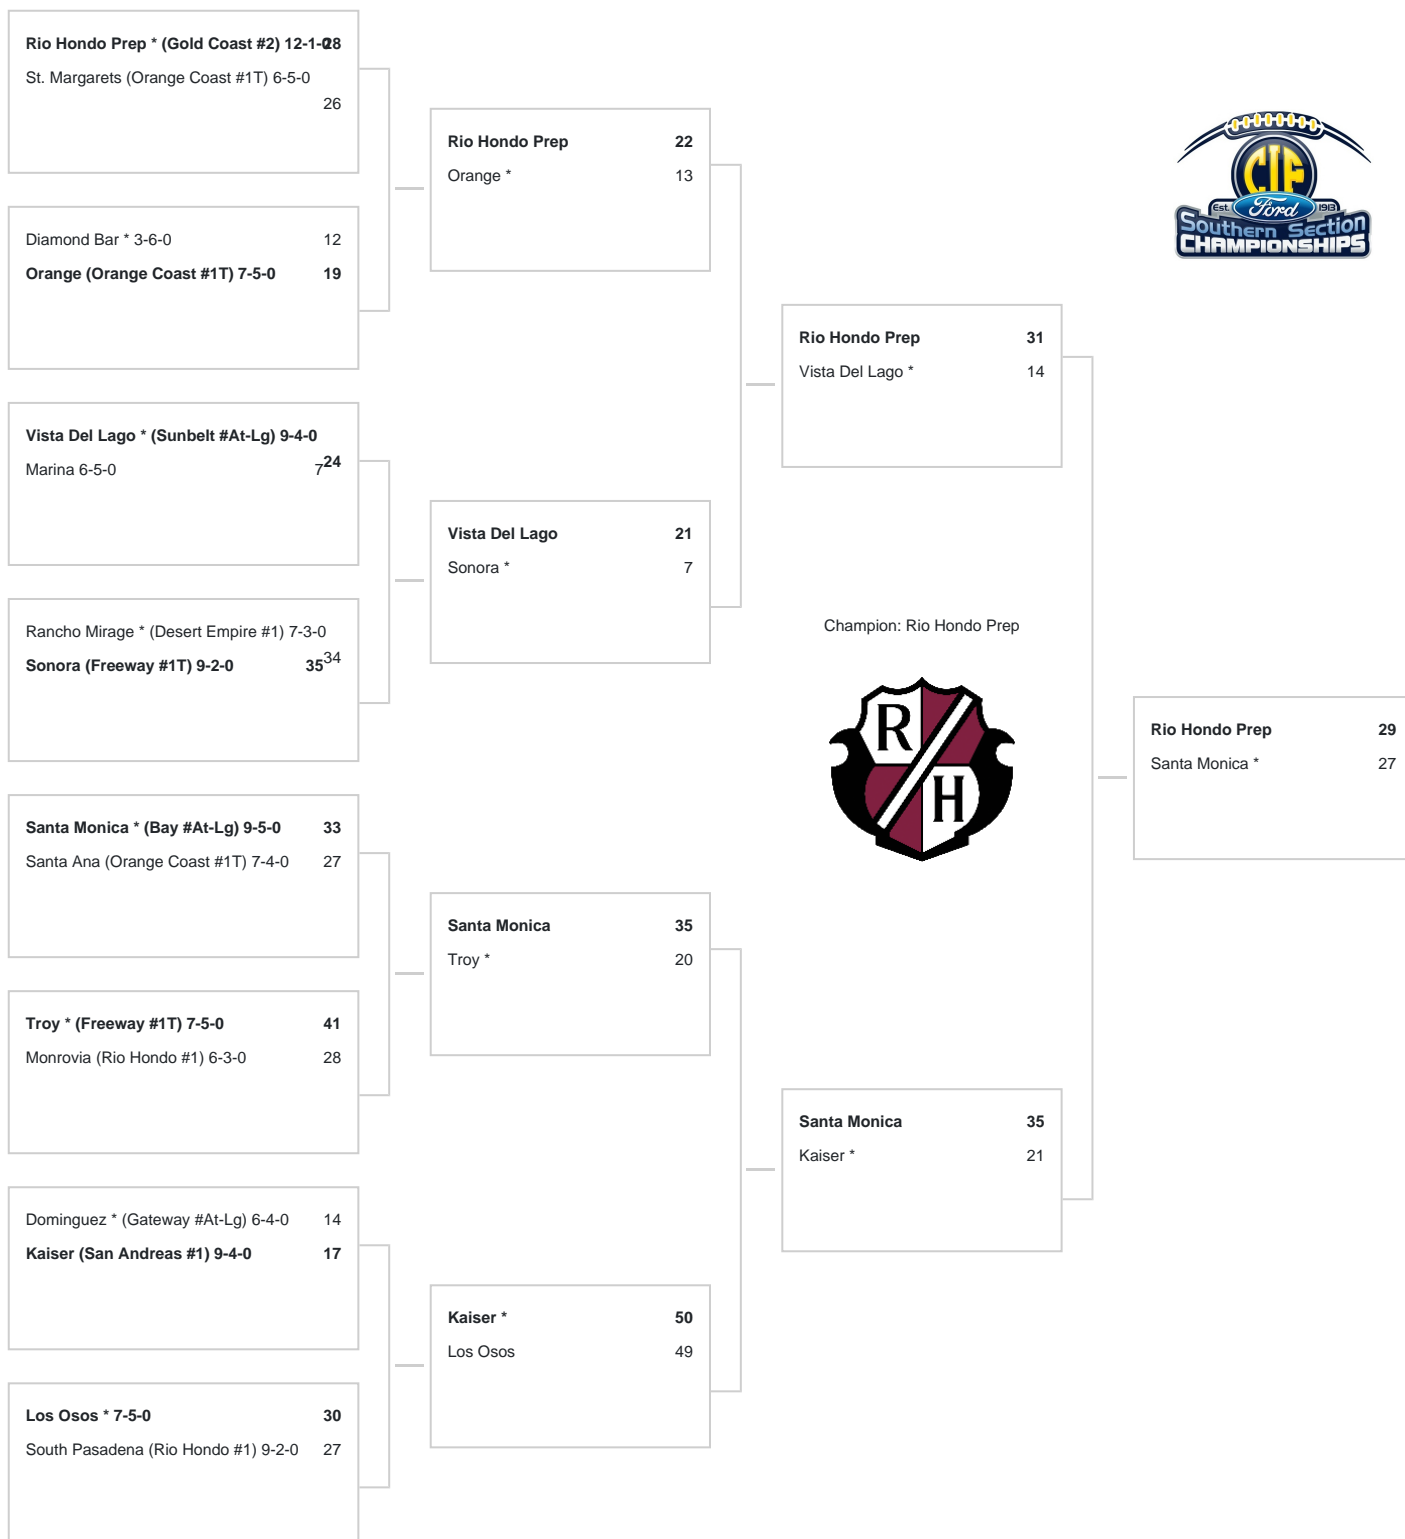 Rio Hondo Prep * (Gold Coast #2) 12-1-0 28
St. Margarets (Orange Coast #1T) 6-5-0
26
Diamond Bar * 3-6-0 12
Orange (Orange Coast #1T) 7-5-0 19
Vista Del Lago * (Sunbelt #At-Lg) 9-4-0
24
Marina 6-5-0 7
Rancho Mirage * (Desert Empire #1) 7-3-0
34
Sonora (Freeway #1T) 9-2-0 35
Santa Monica * (Bay #At-Lg) 9-5-0 33
Santa Ana (Orange Coast #1T) 7-4-0 27
Troy * (Freeway #1T) 7-5-0 41
Monrovia (Rio Hondo #1) 6-3-0 28
Dominguez * (Gateway #At-Lg) 6-4-0 14
Kaiser (San Andreas #1) 9-4-0 17
Los Osos * 7-5-0 30
South Pasadena (Rio Hondo #1) 9-2-0 27
Rio Hondo Prep 22
Orange * 13
Vista Del Lago 21
Sonora * 7
Santa Monica 35
Troy * 20
Kaiser * 50
Los Osos 49
Rio Hondo Prep 31
Vista Del Lago * 14
Champion: Rio Hondo Prep
R
H
Santa Monica 35
Kaiser * 21
CIF
Est. Ford 1913
Southern Section
CHAMPIONSHIPS
Rio Hondo Prep 29
Santa Monica * 27